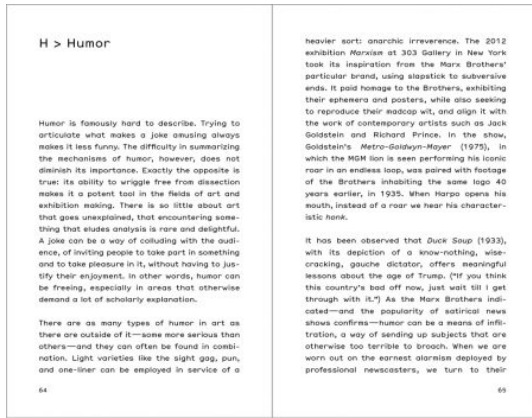 H > Humor
Humor is famously hard to describe. Trying to
articulate what makes a joke amusing always
makes it less funny. The difficulty in summarizing
the mechanisms of humor, however, does not
diminish its importance. Exactly the opposite is
true: its ability to wriggle free from dissection
makes it a potent tool in the fields of art and
exhibition making. There is so little about art
that goes unexplained, that encountering some-
thing that eludes analysis is rare and delightful.
A joke can be a way of colluding with the audi-
ence, of inviting people to take part in something
and to take pleasure in it, without having to jus-
tify their enjoyment. In other words, humor can
be freeing, especially in areas that otherwise
demand a lot of scholarly explanation.
There are as many types of humor in art as
there are outside of it—some more serious than
others—and they can often be found in combi-
nation. Light varieties like the sight gag, pun,
and one-liner can be employed in service of a
64
heavier sort: anarchic irreverence. The 2012
exhibition Marxism at 303 Gallery in New York
took its inspiration from the Marx Brothers'
particular brand, using slapstick to subversive
ends. It paid homage to the Brothers, exhibiting
their ephemera and posters, while also seeking
to reproduce their madcap wit, and align it with
the work of contemporary artists such as Jack
Goldstein and Richard Prince. In the show,
Goldstein's Metro-Goldwyn-Mayer (1975), in
which the MGM lion is seen performing his iconic
roar in an endless loop, was paired with footage
of the Brothers inhabiting the same logo 40
years earlier, in 1935. When Harpo opens his
mouth, instead of a roar we hear his character-
istic honk.
It has been observed that Duck Soup (1933),
with its depiction of a know-nothing, wise-
cracking, gauche dictator, offers meaningful
lessons about the age of Trump. ("If you think
this country's bad off now, just wait till I get
through with it.") As the Marx Brothers indi-
cated—and the popularity of satirical news
shows confirms—humor can be a means of infil-
tration, a way of sending up subjects that are
otherwise too terrible to broach. When we are
worn out on the earnest alarmism deployed by
professional newscasters, we turn to their
65